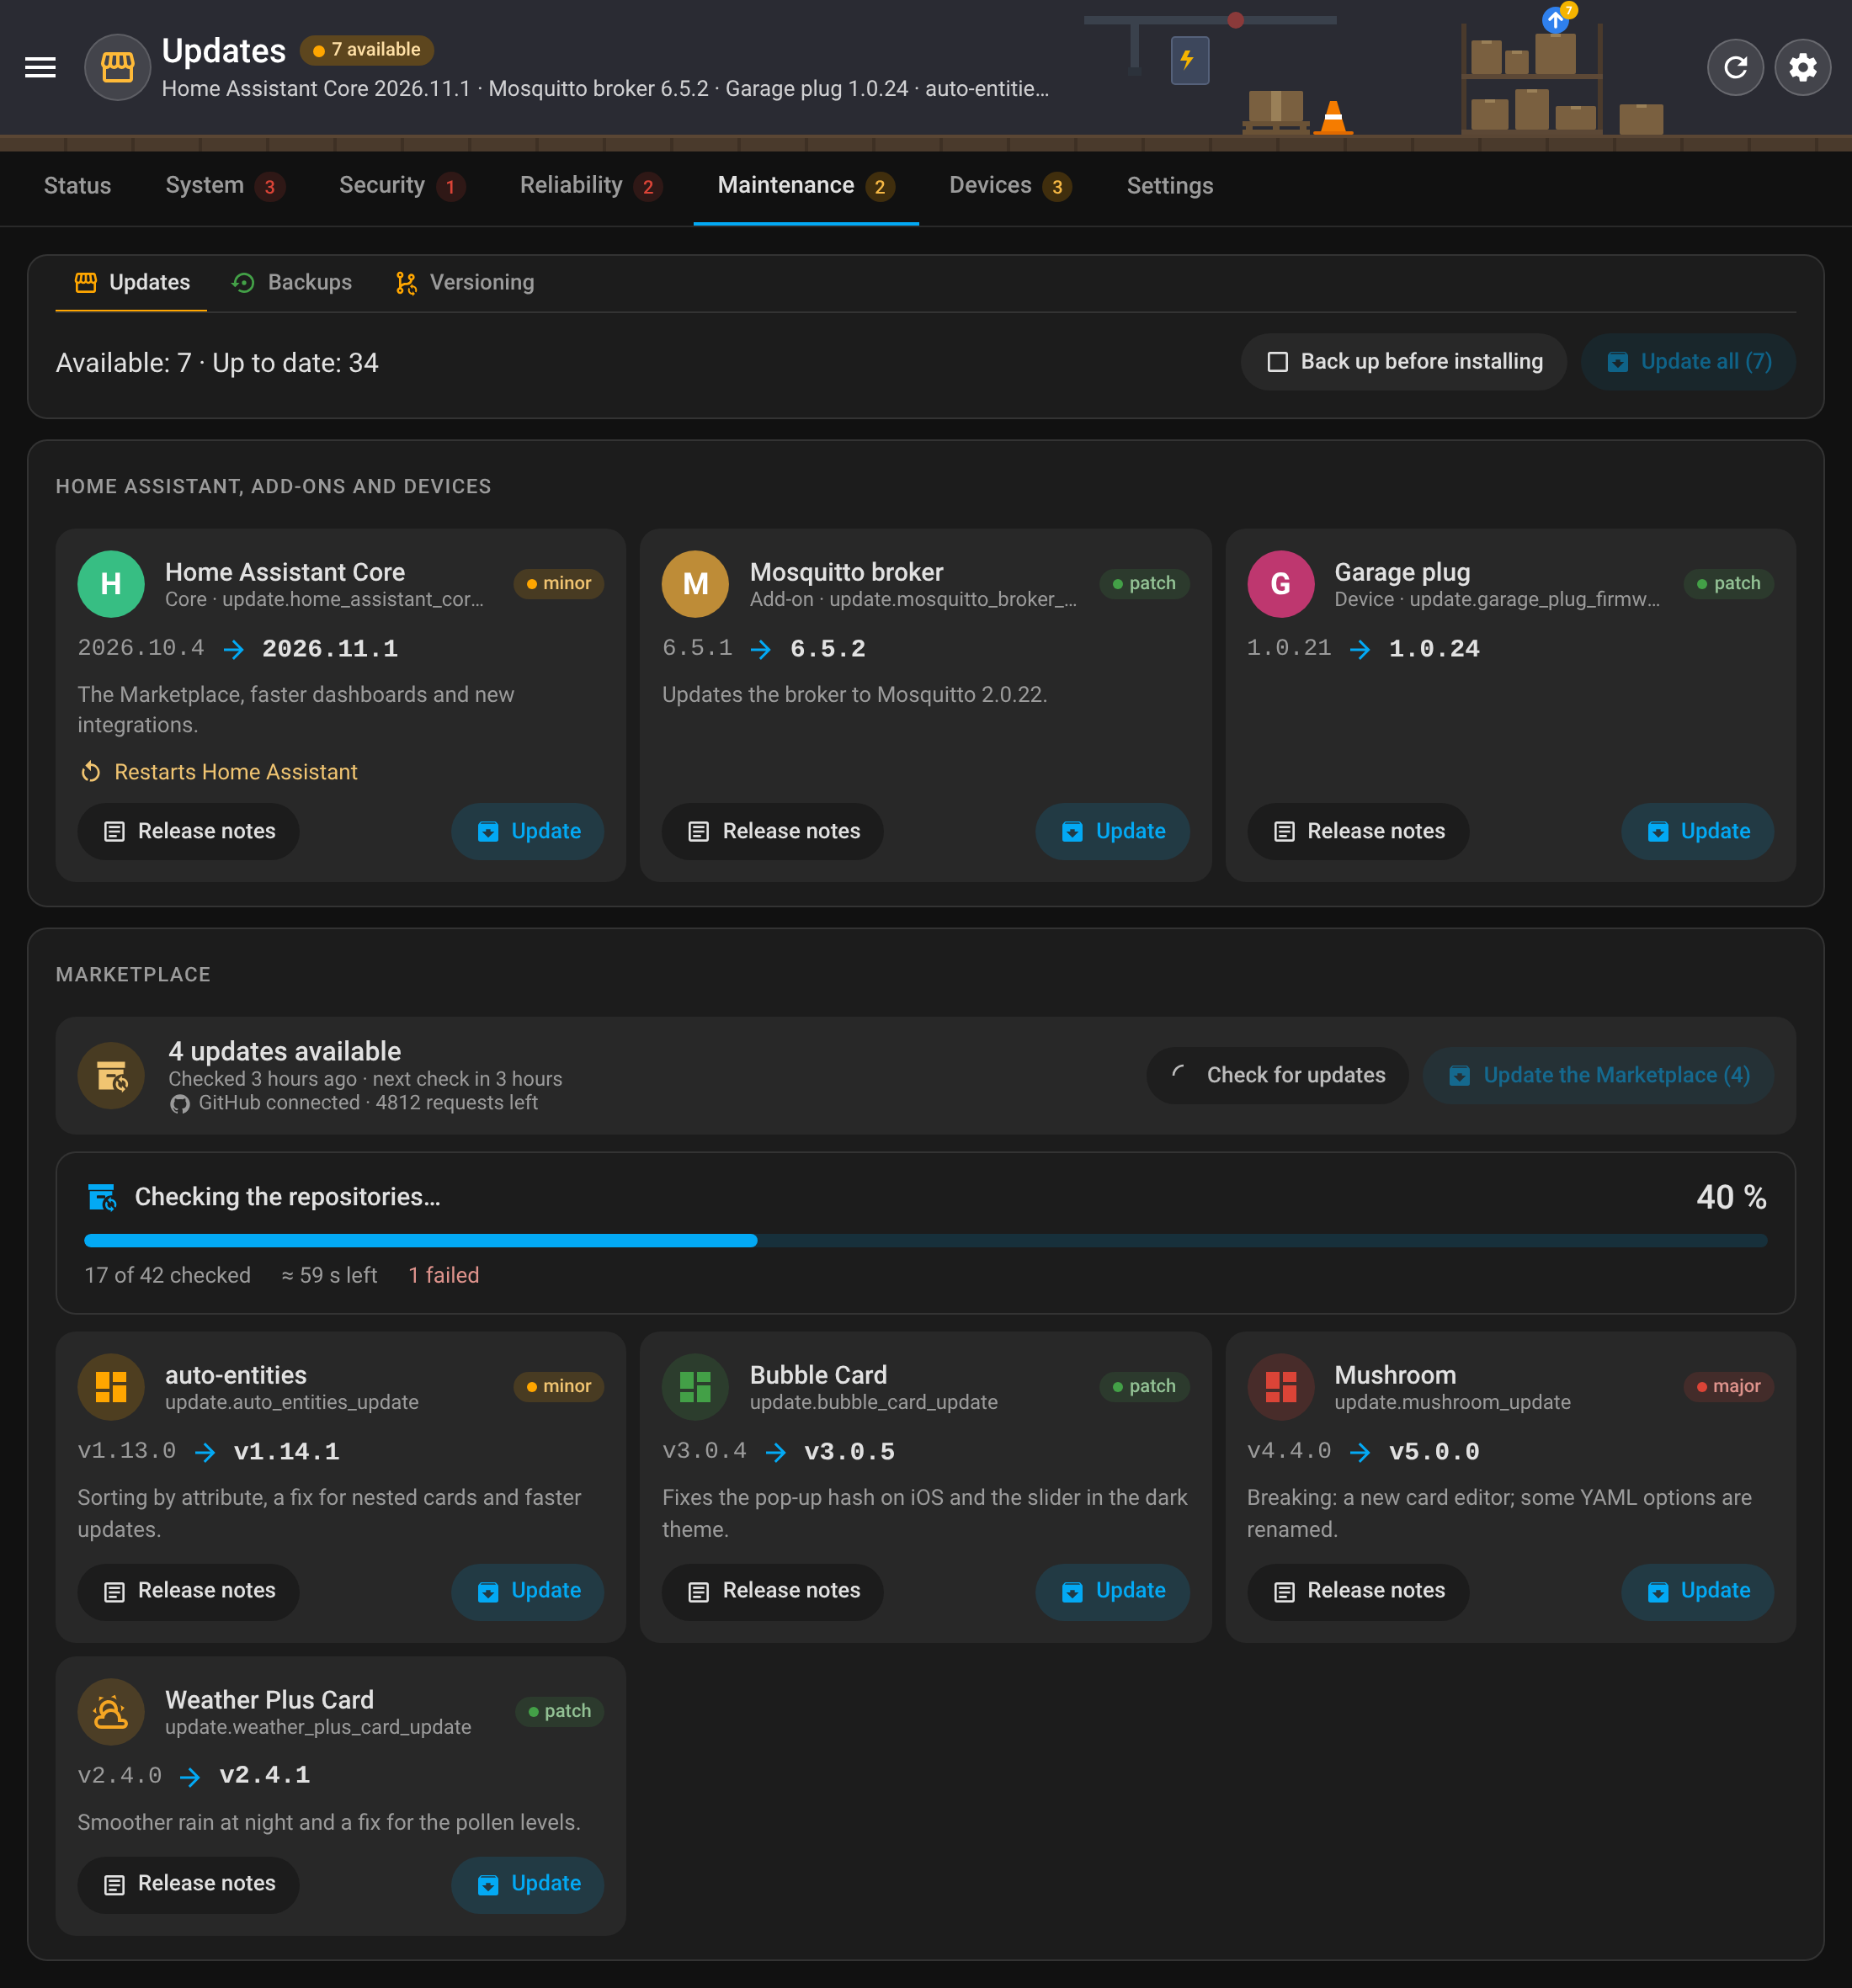 Updates
7 available
7
Home Assistant Core 2026.11.1 · Mosquitto broker 6.5.2 · Garage plug 1.0.24 · auto-entitie…
Status
System 3
Security 1
Reliability 2
Maintenance 2
Devices 3
Settings
Updates
Backups
Versioning
Available: 7 · Up to date: 34
Back up before installing
Update all (7)
HOME ASSISTANT, ADD-ONS AND DEVICES
H
Home Assistant Core
Core · update.home_assistant_cor…
minor
2026.10.4 → 2026.11.1
The Marketplace, faster dashboards and new
integrations.
Restarts Home Assistant
Release notes
Update
M
Mosquitto broker
Add-on · update.mosquitto_broker_…
patch
6.5.1 → 6.5.2
Updates the broker to Mosquitto 2.0.22.
Release notes
Update
G
Garage plug
Device · update.garage_plug_firmw…
patch
1.0.21 → 1.0.24
Release notes
Update
MARKETPLACE
4 updates available
Checked 3 hours ago · next check in 3 hours
GitHub connected · 4812 requests left
Check for updates
Update the Marketplace (4)
Checking the repositories…
40 %
17 of 42 checked
≈ 59 s left
1 failed
auto-entities
update.auto_entities_update
minor
v1.13.0 → v1.14.1
Sorting by attribute, a fix for nested cards and faster
updates.
Release notes
Update
Bubble Card
update.bubble_card_update
patch
v3.0.4 → v3.0.5
Fixes the pop-up hash on iOS and the slider in the dark
theme.
Release notes
Update
Mushroom
update.mushroom_update
major
v4.4.0 → v5.0.0
Breaking: a new card editor; some YAML options are
renamed.
Release notes
Update
Weather Plus Card
update.weather_plus_card_update
patch
v2.4.0 → v2.4.1
Smoother rain at night and a fix for the pollen levels.
Release notes
Update